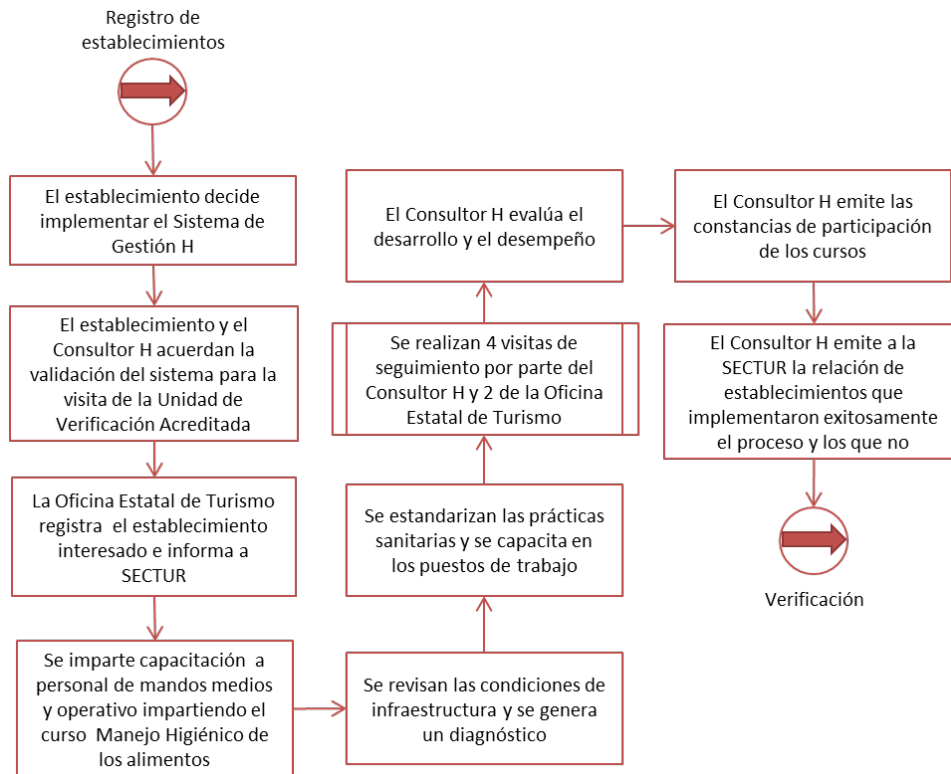 Registro de
establecimientos
El establecimiento decide
implementar el Sistema de
Gestión H
El establecimiento y el
Consultor H acuerdan la
validación del sistema para la
visita de la Unidad de
Verificación Acreditada
La Oficina Estatal de Turismo
registra el establecimiento
interesado e informa a
SECTUR
Se imparte capacitación a
personal de mandos medios
y operativo impartiendo el
curso Manejo Higiénico de
los alimentos
Se revisan las condiciones de
infraestructura y se genera
un diagnóstico
Se estandarizan las prácticas
sanitarias y se capacita en
los puestos de trabajo
Se realizan 4 visitas de
seguimiento por parte del
Consultor H y 2 de la Oficina
Estatal de Turismo
El Consultor H evalúa el
desarrollo y el desempeño
El Consultor H emite las
constancias de participación
de los cursos
El Consultor H emite a la
SECTUR la relación de
establecimientos que
implementaron exitosamente
el proceso y los que no
Verificación